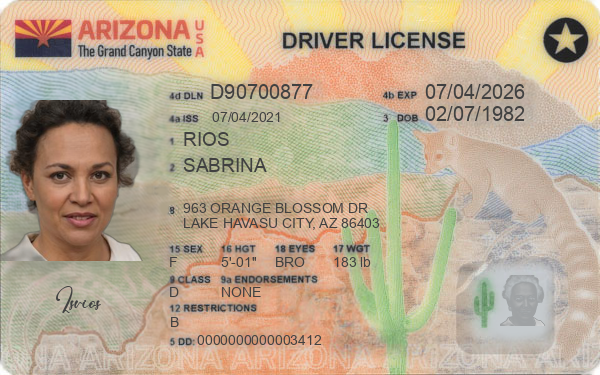 ARIZONA USA
The Grand Canyon State
DRIVER LICENSE
4d DLN D90700877 4b EXP 07/04/2026
4a ISS 07/04/2021 3 DOB 02/07/1982
1 RIOS
2 SABRINA
8 963 ORANGE BLOSSOM DR
LAKE HAVASU CITY, AZ 86403
15 SEX 16 HGT 18 EYES 17 WGT
F 5'-01" BRO 183 lb
9 CLASS 9a ENDORSEMENTS
D NONE
12 RESTRICTIONS
B
5 DD: 0000000000003412
ARIZONA ARIZONA ARIZONA ARIZONA